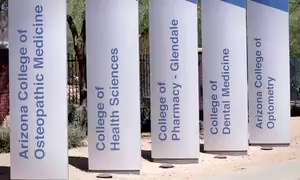 Arizona College of
Osteopathic Medicine
College of
Health Sciences
College of
Pharmacy - Glendale
College of
Dental Medicine
Arizona College of
Optometry